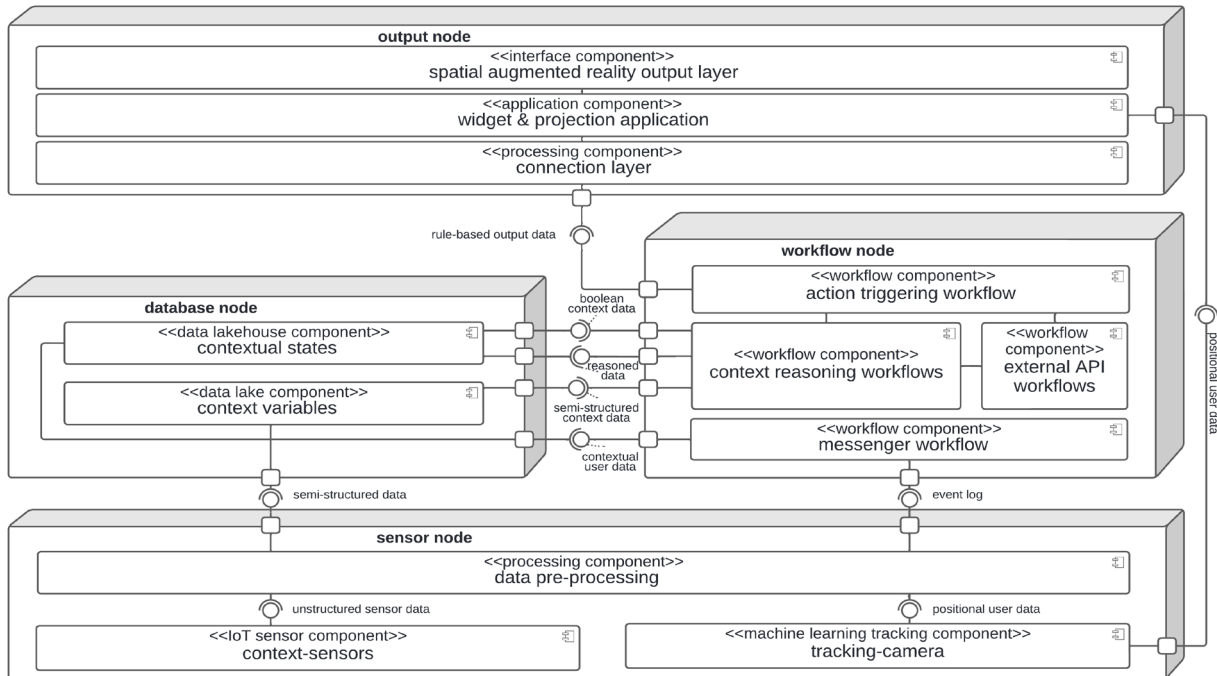 output node
<<interface component>>
spatial augmented reality output layer
<<application component>>
widget & projection application
<<processing component>>
connection layer
rule-based output data
workflow node
<<workflow component>>
action triggering workflow
database node
<<data lakehouse component>>
contextual states
<<data lake component>>
context variables
boolean
context data
reasoned
data
semi-structured
context data
contextual
user data
<<workflow component>>
context reasoning workflows
<<workflow
component>>
external API
workflows
<<workflow component>>
messenger workflow
positional user data
semi-structured data
event log
sensor node
<<processing component>>
data pre-processing
unstructured sensor data
positional user data
<<IoT sensor component>>
context-sensors
<<machine learning tracking component>>
tracking-camera